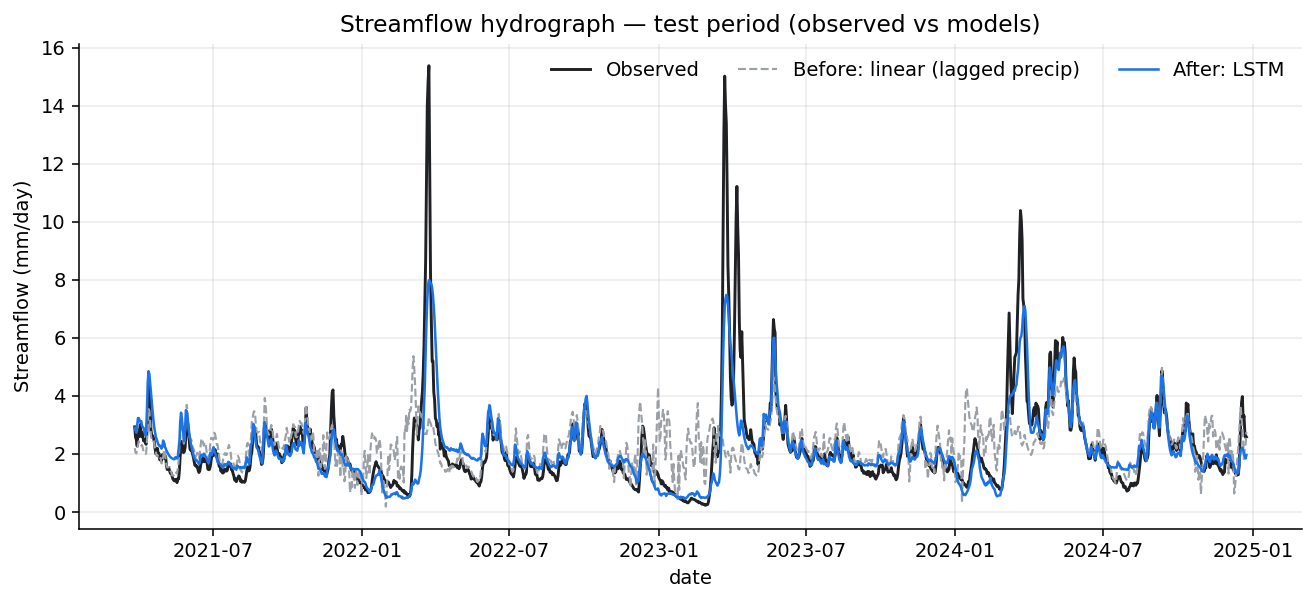 Streamflow hydrograph — test period (observed vs models)
Observed
Before: linear (lagged precip)
After: LSTM
Streamflow (mm/day)
16
14
12
10
8
6
4
2
0
2021-07
2022-01
2022-07
2023-01
2023-07
2024-01
2024-07
2025-01
date